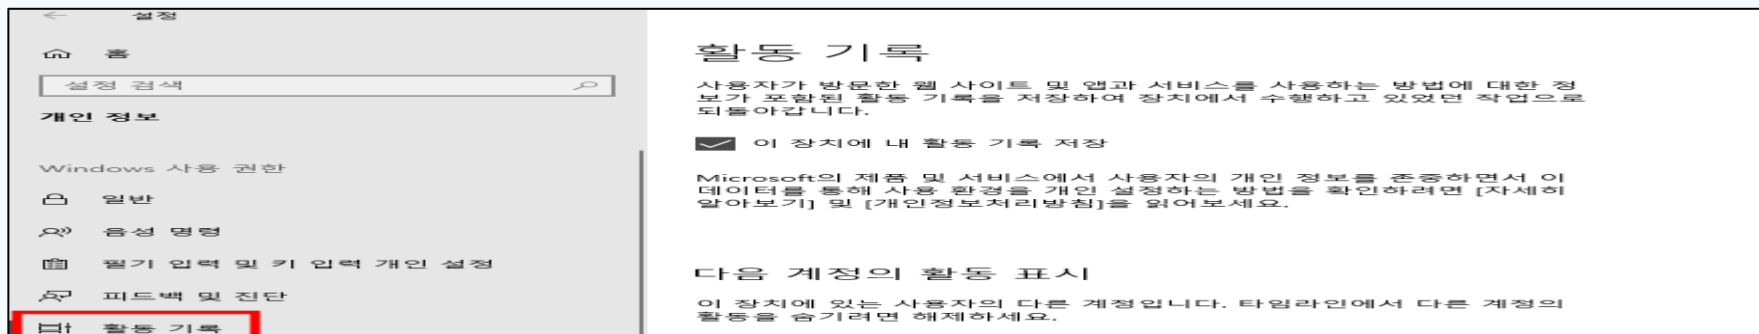 설정
홈
설정 검색
개인 정보
Windows 사용 권한
일반
음성 명령
필기 입력 및 키 입력 개인 설정
피드백 및 진단
활동 기록
활동 기록
사용자가 방문한 웹 사이트 및 앱과 서비스를 사용하는 방법에 대한 정
보가 포함된 활동 기록을 저장하여 장치에서 수행하고 있었던 작업으로
되돌아갑니다.
이 장치에 내 활동 기록 저장
Microsoft의 제품 및 서비스에서 사용자의 개인 정보를 존중하면서 이
데이터를 통해 사용 환경을 개인 설정하는 방법을 확인하려면 [자세히
알아보기] 및 [개인정보처리방침]을 읽어보세요.
다음 계정의 활동 표시
이 장치에 있는 사용자의 다른 계정입니다. 타임라인에서 다른 계정의
활동을 숨기려면 해제하세요.